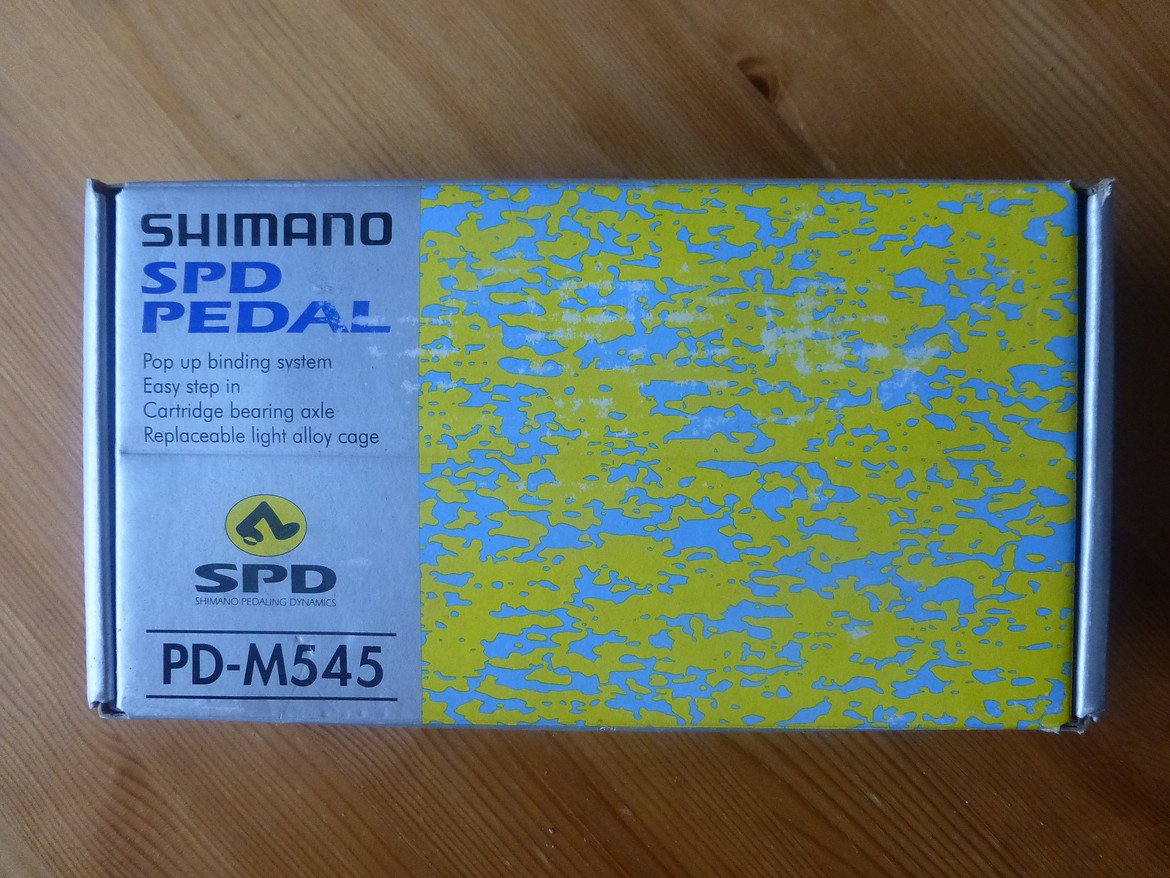 SHIMANO
SPD
PEDAL
Pop up binding system
Easy step in
Cartridge bearing axle
Replaceable light alloy cage
SPD
SHIMANO PEDALING DYNAMICS
PD-M545